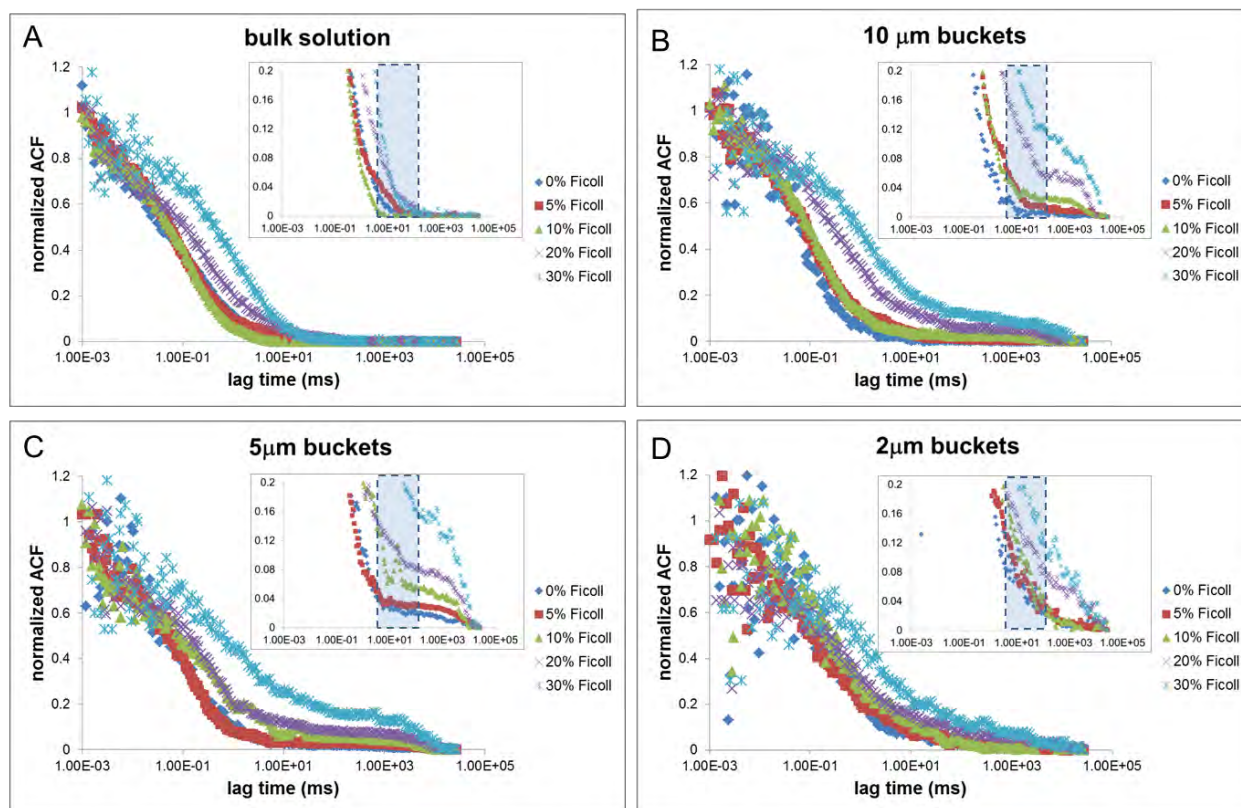 A
bulk solution
normalized ACF
1.2
1
0.8
0.6
0.4
0.2
0
1.00E-03 1.00E-01 1.00E+01 1.00E+03 1.00E+05
lag time (ms)
0.2
0.16
0.12
0.08
0.04
0
1.00E-03 1.00E-01 1.00E+01 1.00E+03 1.00E+05
0% Ficoll
5% Ficoll
10% Ficoll
20% Ficoll
30% Ficoll
B
10 μm buckets
normalized ACF
1.2
1
0.8
0.6
0.4
0.2
0
1.00E-03 1.00E-01 1.00E+01 1.00E+03 1.00E+05
lag time (ms)
0.2
0.16
0.12
0.08
0.04
0
1.00E-03 1.00E-01 1.00E+01 1.00E+03 1.00E+05
0% Ficoll
5% Ficoll
10% Ficoll
20% Ficoll
30% Ficoll
C
5μm buckets
normalized ACF
1.2
1
0.8
0.6
0.4
0.2
0
1.00E-03 1.00E-01 1.00E+01 1.00E+03 1.00E+05
lag time (ms)
0.2
0.16
0.12
0.08
0.04
0
1.00E-03 1.00E-01 1.00E+01 1.00E+03 1.00E+05
0% Ficoll
5% Ficoll
10% Ficoll
20% Ficoll
30% Ficoll
D
2μm buckets
normalized ACF
1.2
1
0.8
0.6
0.4
0.2
0
1.00E-03 1.00E-01 1.00E+01 1.00E+03 1.00E+05
lag time (ms)
0.2
0.16
0.12
0.08
0.04
0
1.00E-03 1.00E-01 1.00E+01 1.00E+03 1.00E+05
0% Ficoll
5% Ficoll
10% Ficoll
20% Ficoll
30% Ficoll